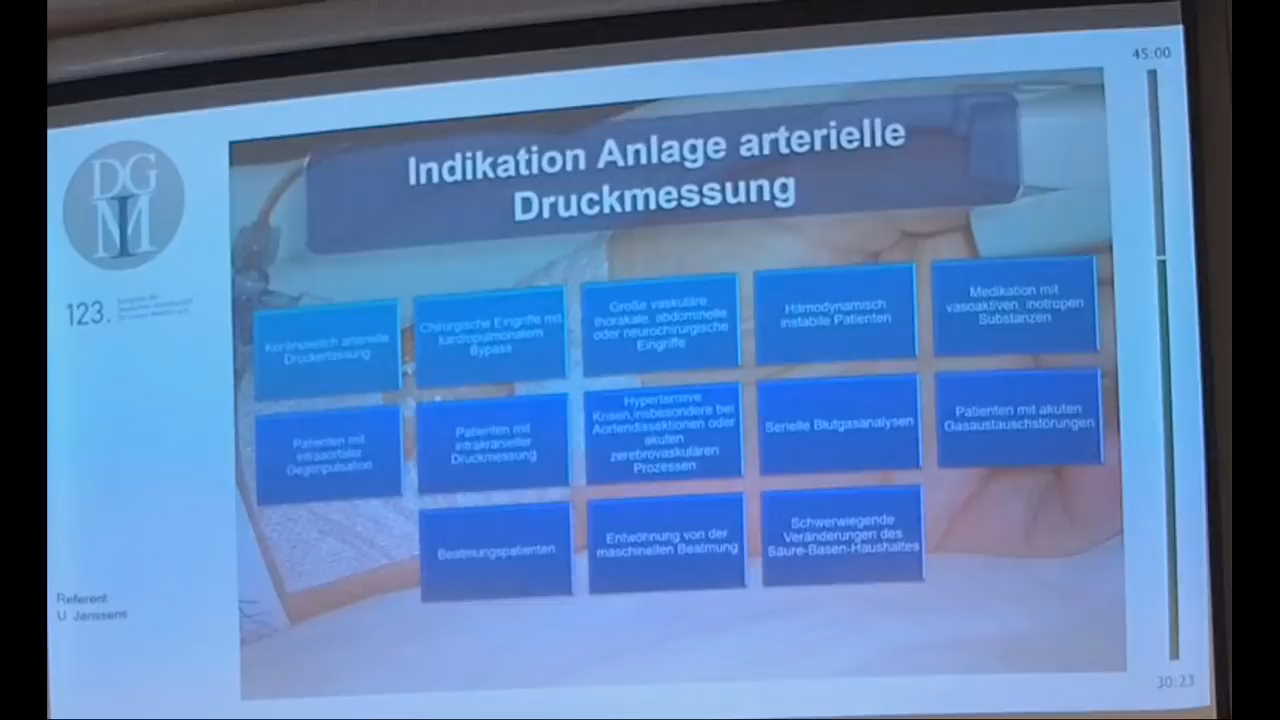 45:00
DG
IM
Indikation Anlage arterielle
Druckmessung
123.
Kontinuierlich arterielle
Druckerfassung
Chirurgische Eingriffe mit
kardiopulmonalem
Bypass
Große vaskuläre,
thorakale, abdominelle
oder neurochirurgische
Eingriffe
Hämodynamisch
instabile Patienten
Medikation mit
vasoaktiven, inotropen
Substanzen
Patienten mit
intraaortaler
Gegenpulsation
Patienten mit
intrakranieller
Druckmessung
Hypertensive
Krisen,insbesondere bei
Aortendissektionen oder
akuten
zerebrovaskulären
Prozessen
Serielle Blutgasanalysen
Patienten mit akuten
Gasaustauschstörungen
Beatmungspatienten
Entwöhnung von der
maschinellen Beatmung
Schwerwiegende
Veränderungen des
Säure-Basen-Haushaltes
Referent
U. Janssens
30:23